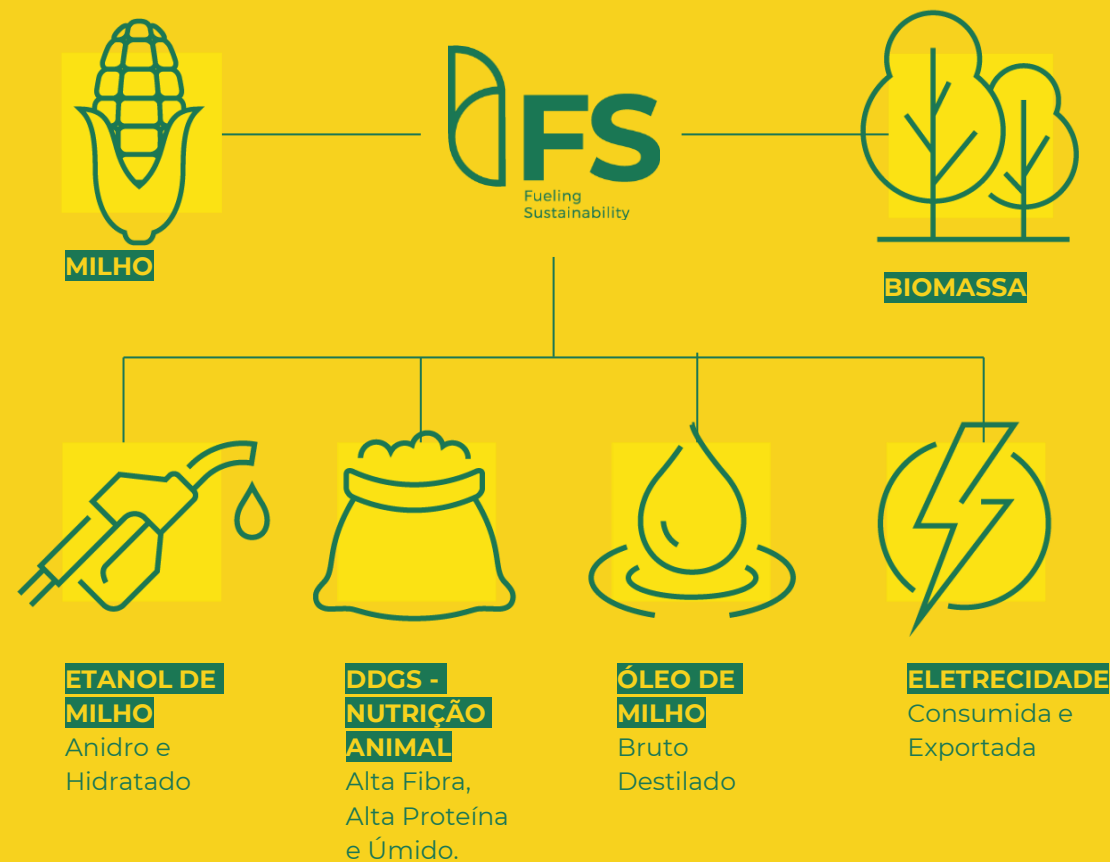 FS
Fueling
Sustainability
MILHO
BIOMASSA
ETANOL DE
MILHO
Anidro e
Hidratado
DDGS -
NUTRIÇÃO
ANIMAL
Alta Fibra,
Alta Proteína
e Úmido.
ÓLEO DE
MILHO
Bruto
Destilado
ELETRECIDADE
Consumida e
Exportada